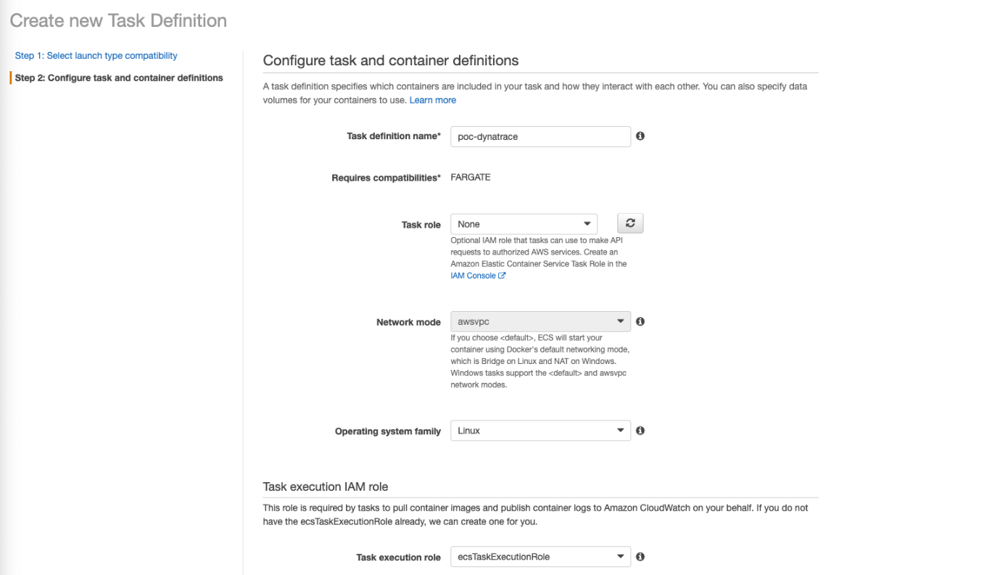 Create new Task Definition
Step 1: Select launch type compatibility
Step 2: Configure task and container definitions
Configure task and container definitions
A task definition specifies which containers are included in your task and how they interact with each other. You can also specify data
volumes for your containers to use. Learn more
Task definition name* poc-dynatrace
Requires compatibilities* FARGATE
Task role None
Optional IAM role that tasks can use to make API
requests to authorized AWS services. Create an
Amazon Elastic Container Service Task Role in the
IAM Console
Network mode awsvpc
If you choose <default>, ECS will start your
container using Docker's default networking mode,
which is Bridge on Linux and NAT on Windows.
Windows tasks support the <default> and awsvpc
network modes.
Operating system family Linux
Task execution IAM role
This role is required by tasks to pull container images and publish container logs to Amazon CloudWatch on your behalf. If you do not
have the ecsTaskExecutionRole already, we can create one for you.
Task execution role ecsTaskExecutionRole